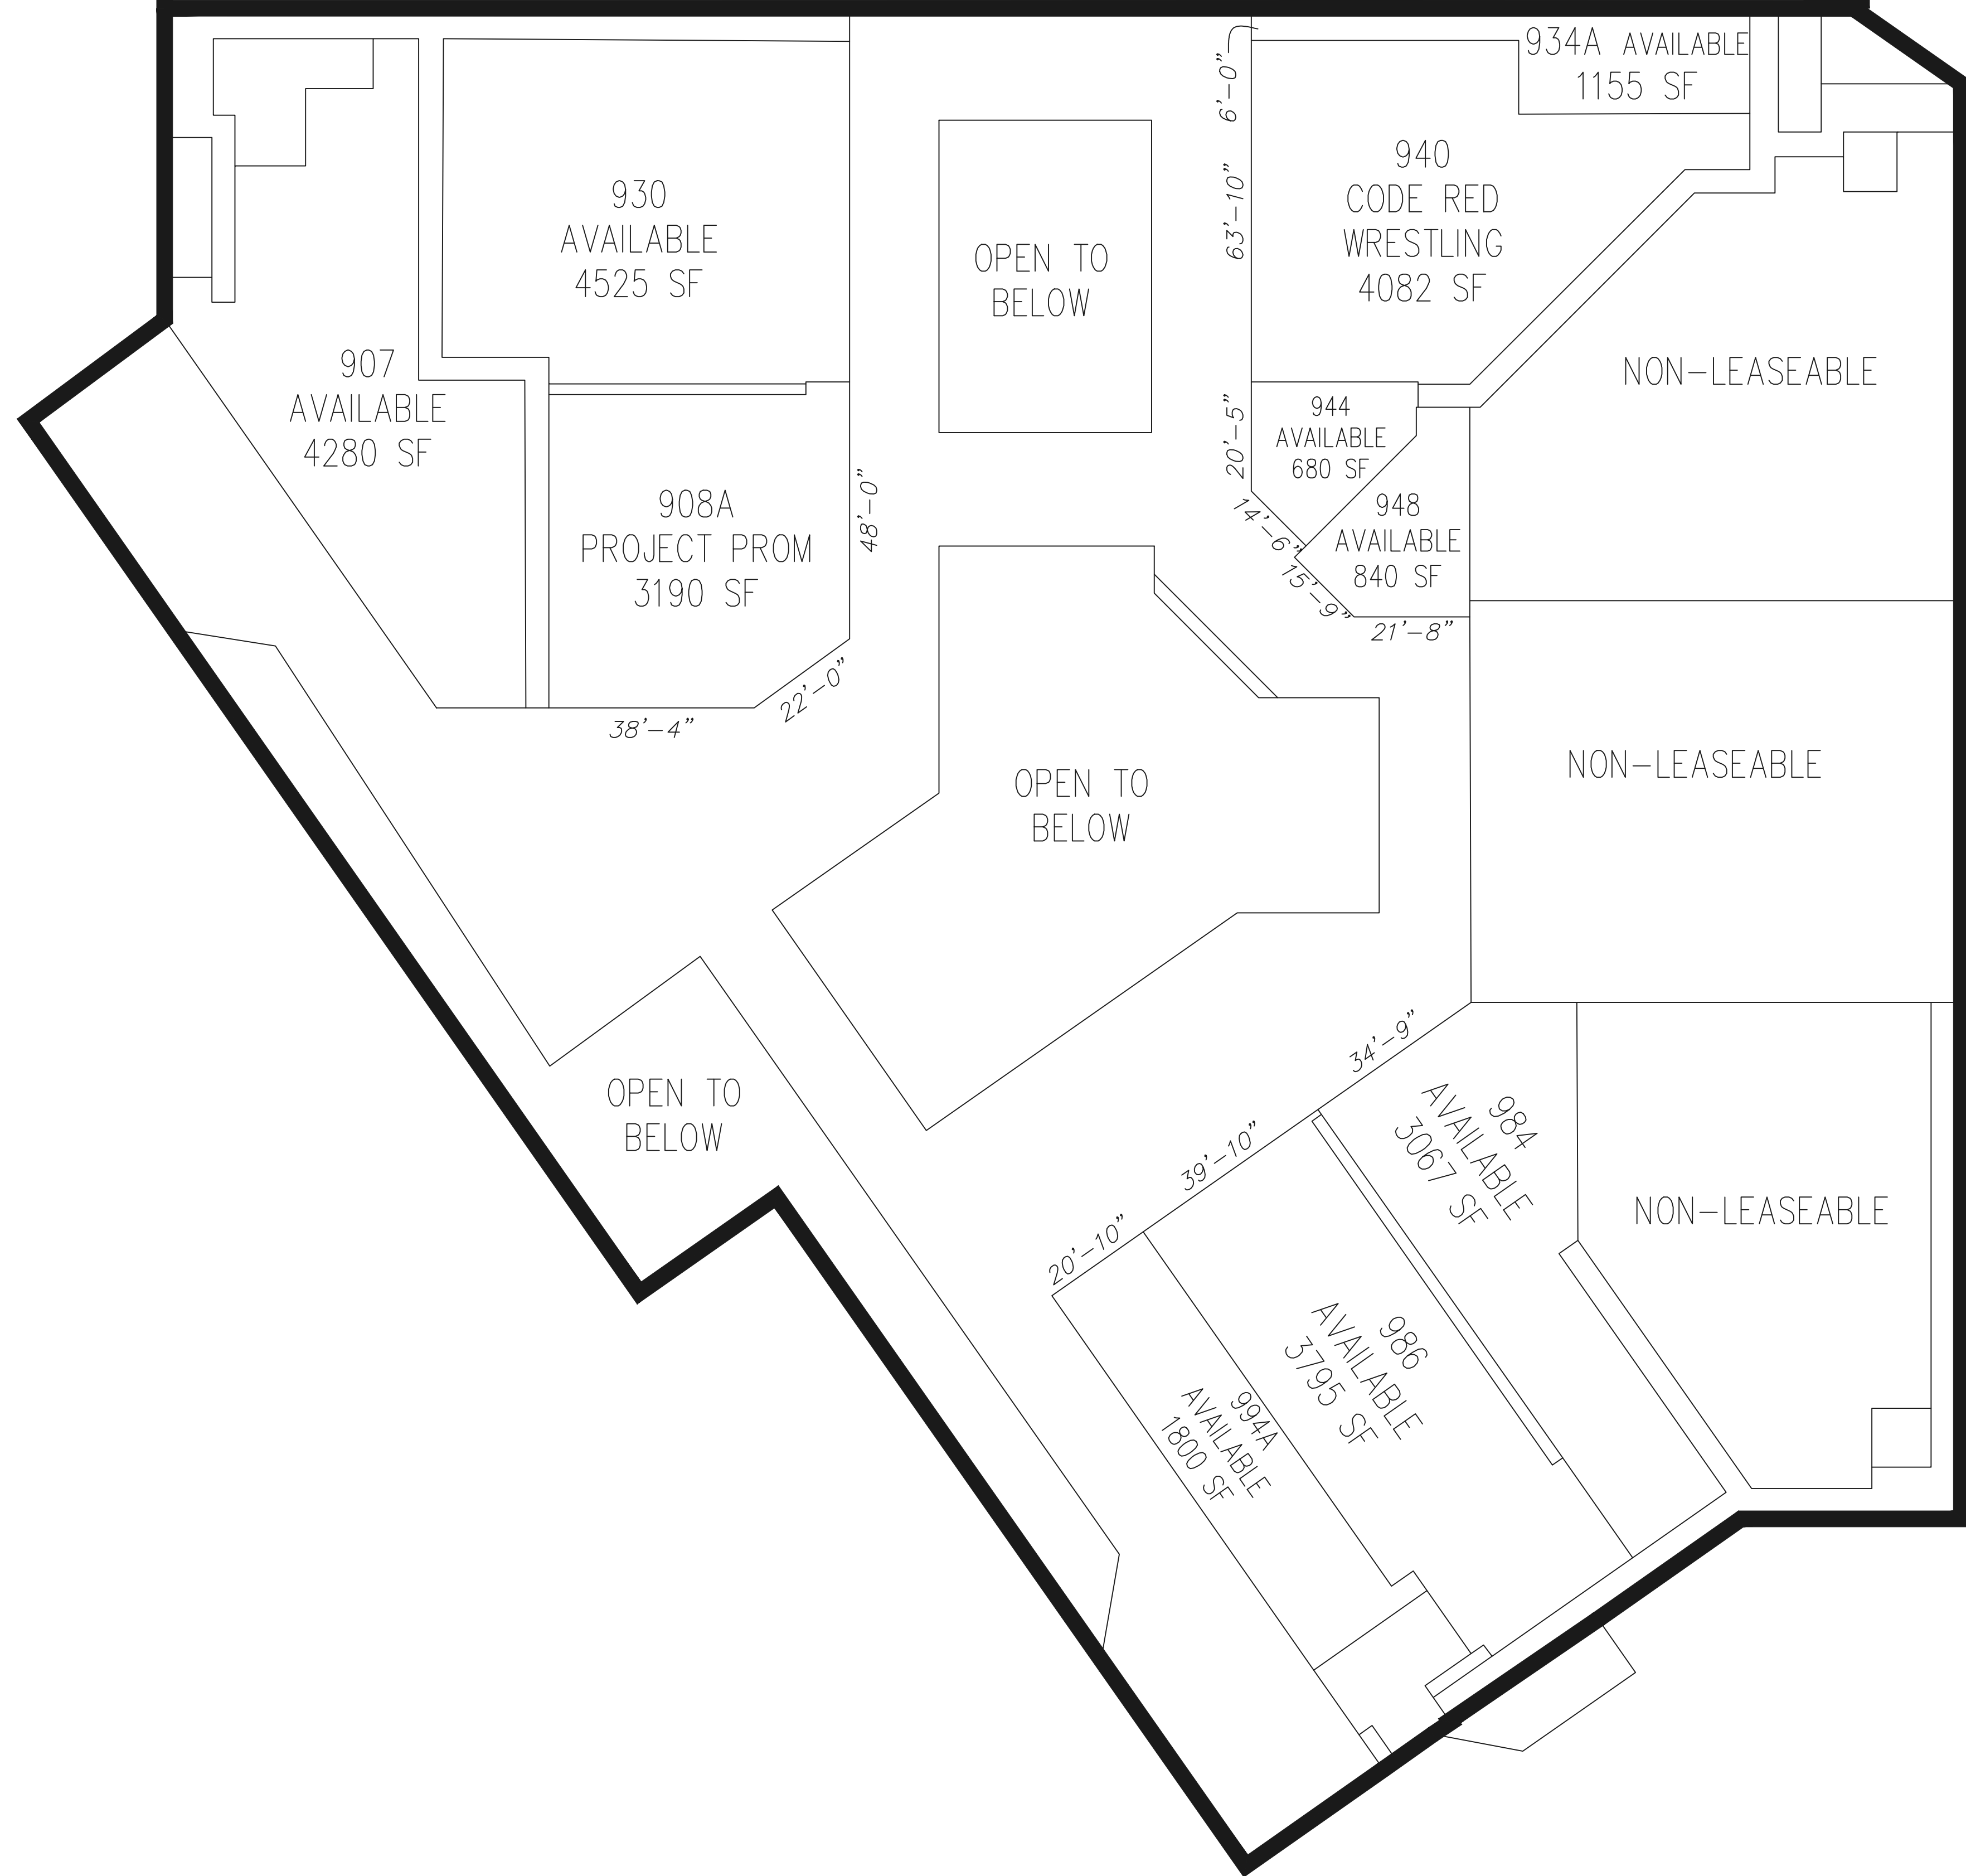 934A AVAILABLE
1155 SF
6'-0"
940
CODE RED
WRESTLING
4082 SF
63'-10"
930
AVAILABLE
4525 SF
OPEN TO
BELOW
907
AVAILABLE
4280 SF
NON-LEASEABLE
944
AVAILABLE
680 SF
20'-5"
908A
PROJECT PROM
3190 SF
48'-0"
948
AVAILABLE
840 SF
14'-6"
15'-9"
21'-8"
22'-0"
38'-4"
OPEN TO
BELOW
NON-LEASEABLE
OPEN TO
BELOW
34'-9"
39'-10"
20'-10"
984
AVAILABLE
3067 SF
NON-LEASEABLE
986
AVAILABLE
3795 SF
994A
AVAILABLE
1800 SF